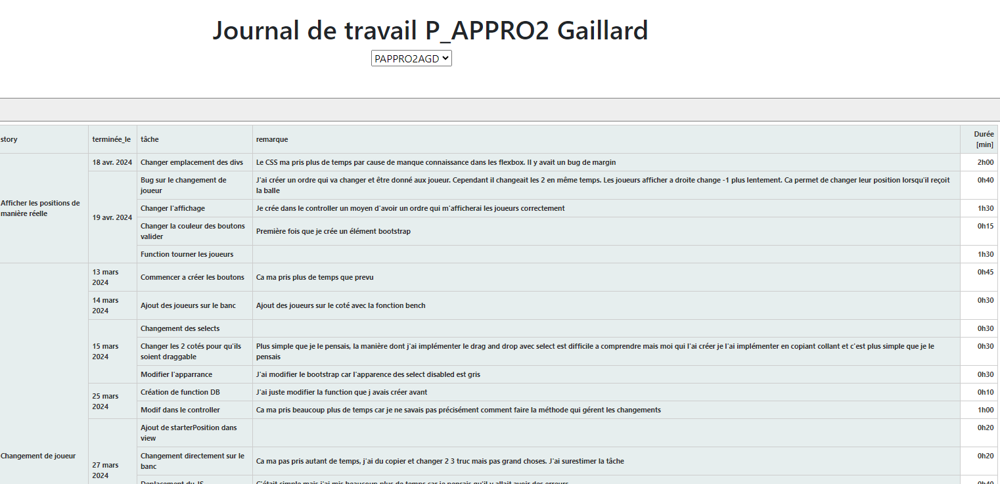 Journal de travail P_APPRO2 Gaillard
PAPPRO2AGD
story
terminée_le
tâche
remarque
Durée
[min]
Afficher les positions de
manière réelle
18 avr. 2024
Changer emplacement des divs
Le CSS ma pris plus de temps par cause de manque connaissance dans les flexbox. Il y avait un bug de margin
2h00
19 avr. 2024
Bug sur le changement de
joueur
J'ai créer un ordre qui va changer et être donné aux joueur. Cependant il changeait les 2 en même temps. Les joueurs afficher a droite change -1 plus lentement. Ca permet de changer leur position lorsqu'il reçoit
la balle
0h40
Changer l'affichage
Je crée dans le controller un moyen d'avoir un ordre qui m'afficherai les joueurs correctement
1h30
Changer la couleur des boutons
valider
Première fois que je crée un élément bootstrap
0h15
Function tourner les joueurs
1h30
Changement de joueur
13 mars
2024
Commencer a créer les boutons
Ca ma pris plus de temps que prevu
0h45
14 mars
2024
Ajout des joueurs sur le banc
Ajout des joueurs sur le coté avec la fonction bench
0h30
15 mars
2024
Changement des selects
0h30
Changer les 2 cotés pour qu'ils
soient draggable
Plus simple que je le pensais, la manière dont j'ai implémenter le drag and drop avec select est difficile a comprendre mais moi qui l'ai créer je l'ai implémenter en copiant collant et c'est plus simple que je le
pensais
0h30
Modifier l'apparrance
J'ai modifier le bootstrap car l'apparence des select disabled est gris
0h30
25 mars
2024
Création de function DB
J'ai juste modifier la function que j avais créer avant
0h10
Modif dans le controller
Ca ma pris beaucoup plus de temps car je ne savais pas précisément comment faire la méthode qui gérent les changements
1h00
27 mars
2024
Ajout de starterPosition dans
view
0h20
Changement directement sur le
banc
Ca ma pas pris autant de temps, j'ai du copier et changer 2 3 truc mais pas grand choses. J'ai surestimer la tâche
0h20
Deplacement du JS
C'était simple mais j'ai mis beaucoup plus de temps car je pensais qu'il y allait avoir des erreurs
0h40